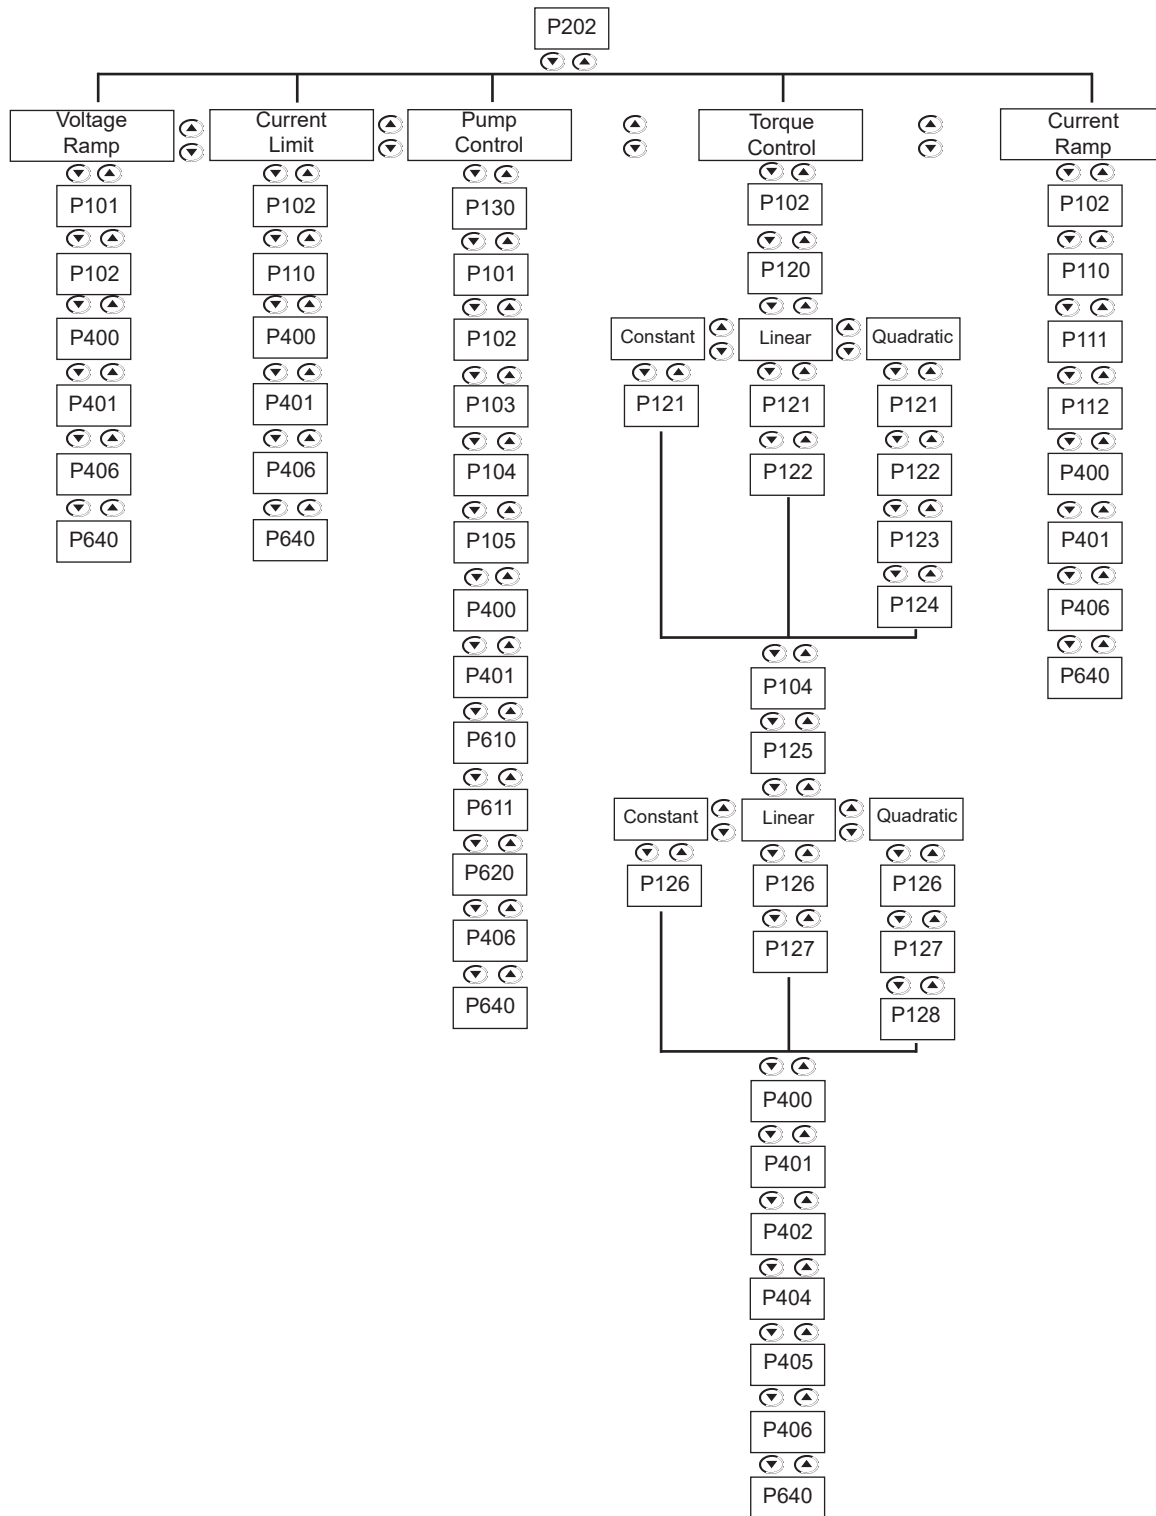 P202
Voltage
Ramp
P101
P102
P400
P401
P406
P640
Current
Limit
P102
P110
P400
P401
P406
P640
Pump
Control
P130
P101
P102
P103
P104
P105
P400
P401
P610
P611
P620
P406
P640
Torque
Control
P102
P120
Constant
P121
Linear
P121
P122
Quadratic
P121
P122
P123
P124
P104
P125
Constant
P126
Linear
P126
P127
Quadratic
P126
P127
P128
P400
P401
P402
P404
P405
P406
P640
Current
Ramp
P102
P110
P111
P112
P400
P401
P406
P640